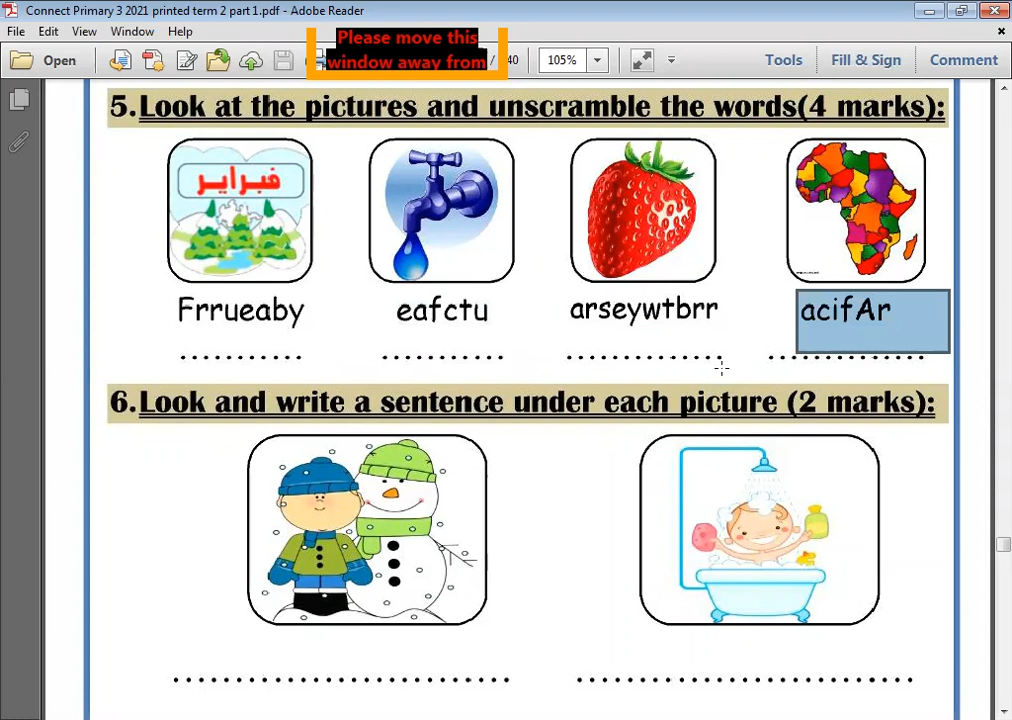 Connect Primary 3 2021 printed term 2 part 1.pdf - Adobe Reader
File Edit View Window Help
Please move this
window away from
Open / 40 105% Tools Fill & Sign Comment
5.Look at the pictures and unscramble the words(4 marks):
فبراير
Frrueaby eafctu arseywtbrr acifAr
6.Look and write a sentence under each picture (2 marks):